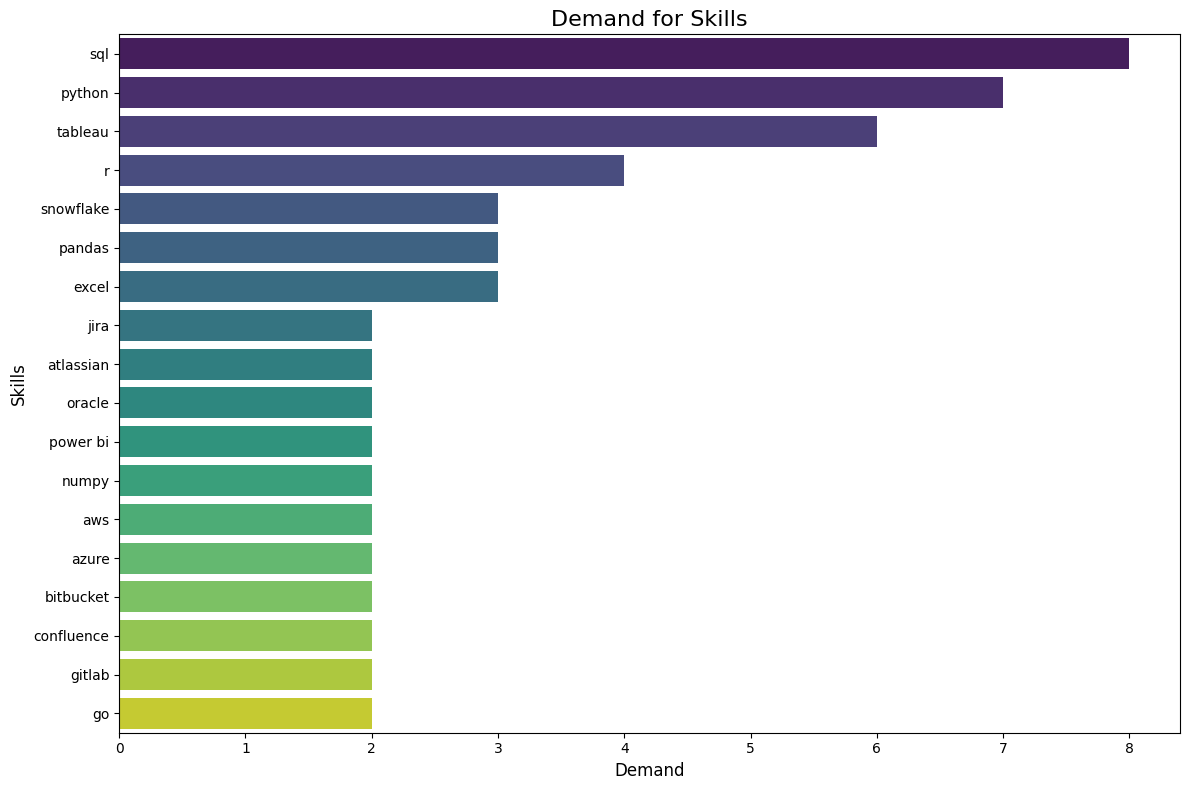 Demand for Skills
Skills
sql
python
tableau
r
snowflake
pandas
excel
jira
atlassian
oracle
power bi
numpy
aws
azure
bitbucket
confluence
gitlab
go
0 1 2 3 4 5 6 7 8
Demand